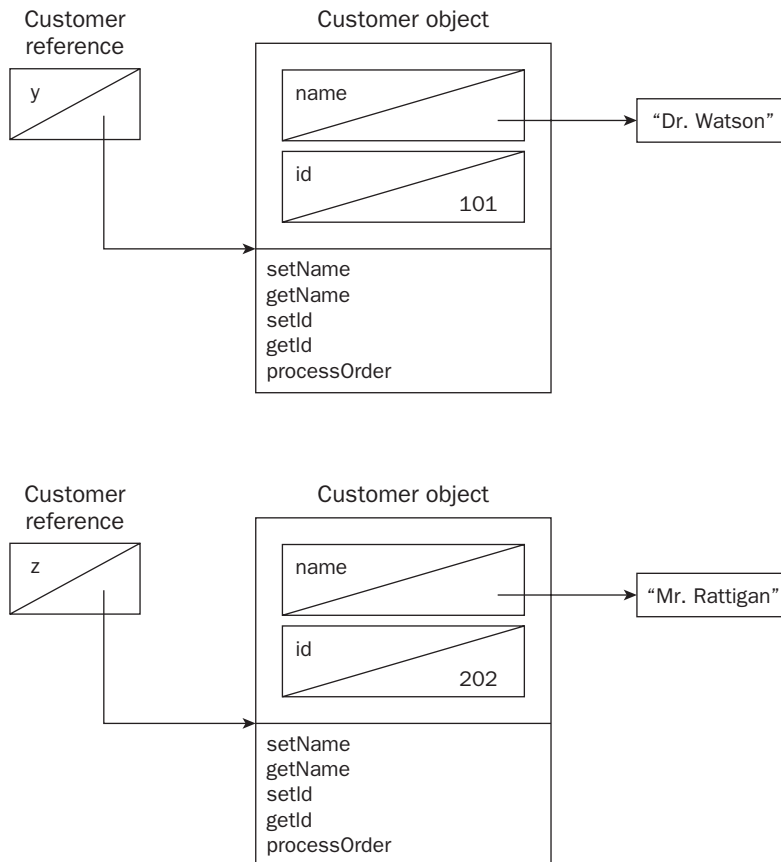 Customer
reference
Customer object
y
name
“Dr. Watson”
id
101
setName
getName
setId
getId
processOrder
Customer
reference
Customer object
z
name
“Mr. Rattigan”
id
202
setName
getName
setId
getId
processOrder